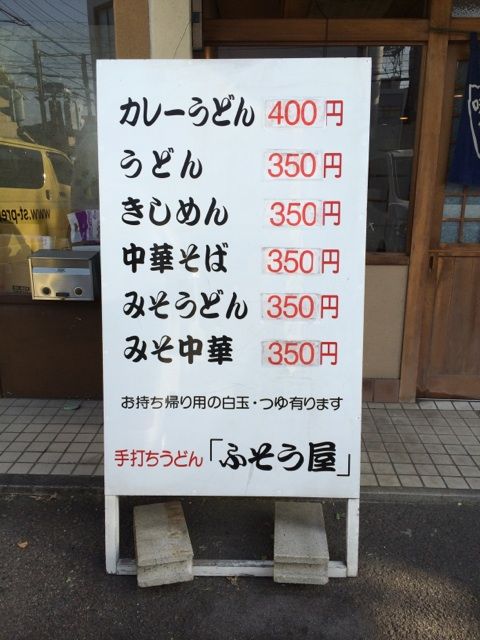 カレーうどん 400円
うどん 350円
きしめん 350円
中華そば 350円
みそうどん 350円
みそ中華 350円
お持ち帰り用の白玉・つゆ有ります
手打ちうどん「ふそう屋」